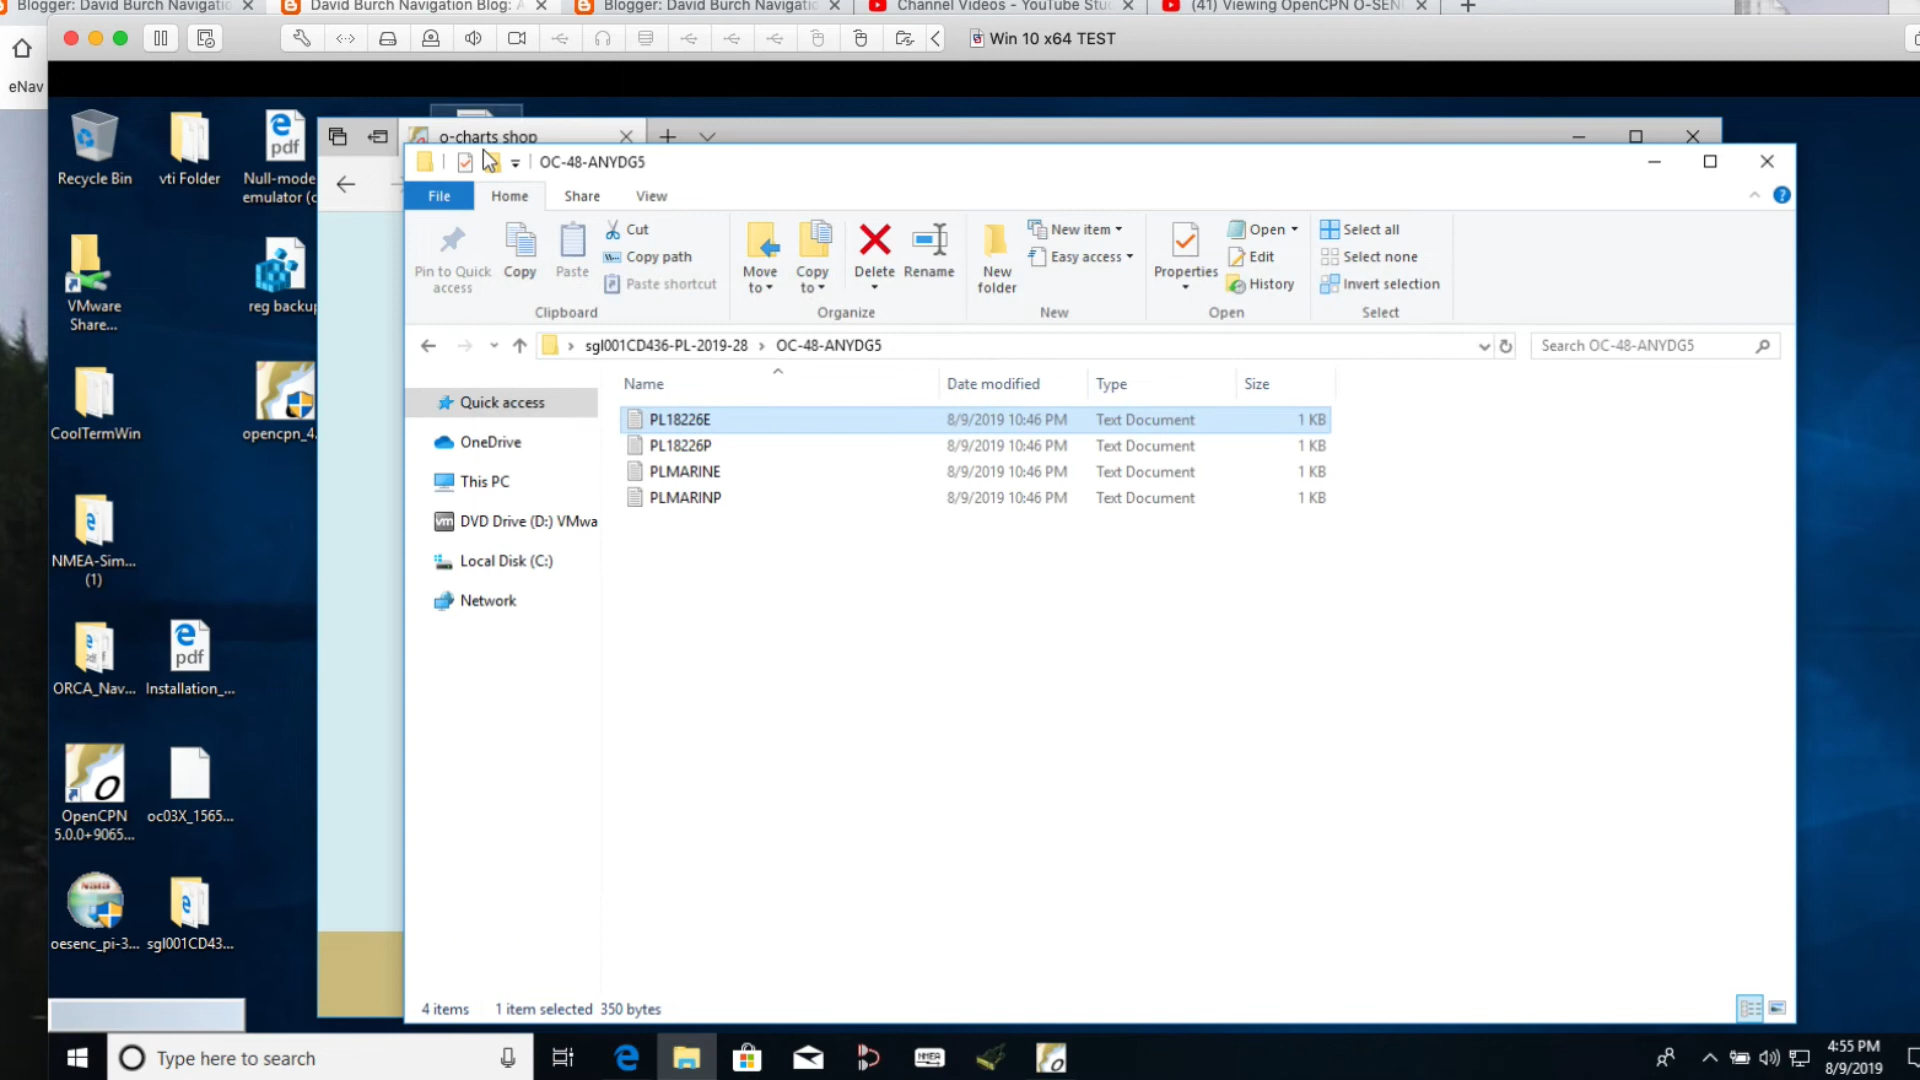 Blogger: David Burch Navigatio
David Burch Navigation Blog: A
Blogger: David Burch Navigatio
Channel Videos - YouTube Stu
(41) Viewing OpenCPN O-SEN
Win 10 x64 TEST
eNav
Recycle Bin
vti Folder
Null-mode
emulator (c
VMware
Share...
reg backup
CoolTermWin
opencpn_4.
NMEA-Sim...
(1)
ORCA_Nav...
Installation_...
OpenCPN
5.0.0+9065...
oc03X_1565...
oesenc_pi-3...
sgl001CD43...
o-charts shop
OC-48-ANYDG5
File
Home
Share
View
Pin to Quick
access
Copy
Paste
Cut
Copy path
Paste shortcut
Clipboard
Move
to
Copy
to
Delete
Rename
Organize
New
folder
New item
Easy access
New
Properties
Open
Edit
History
Open
Select all
Select none
Invert selection
Select
sgl001CD436-PL-2019-28 › OC-48-ANYDG5
Search OC-48-ANYDG5
Quick access
OneDrive
This PC
DVD Drive (D:) VMwa
Local Disk (C:)
Network
Name Date modified Type Size
PL18226E 8/9/2019 10:46 PM Text Document 1 KB
PL18226P 8/9/2019 10:46 PM Text Document 1 KB
PLMARINE 8/9/2019 10:46 PM Text Document 1 KB
PLMARINP 8/9/2019 10:46 PM Text Document 1 KB
4 items 1 item selected 350 bytes
Type here to search
NMEA
4:55 PM
8/9/2019